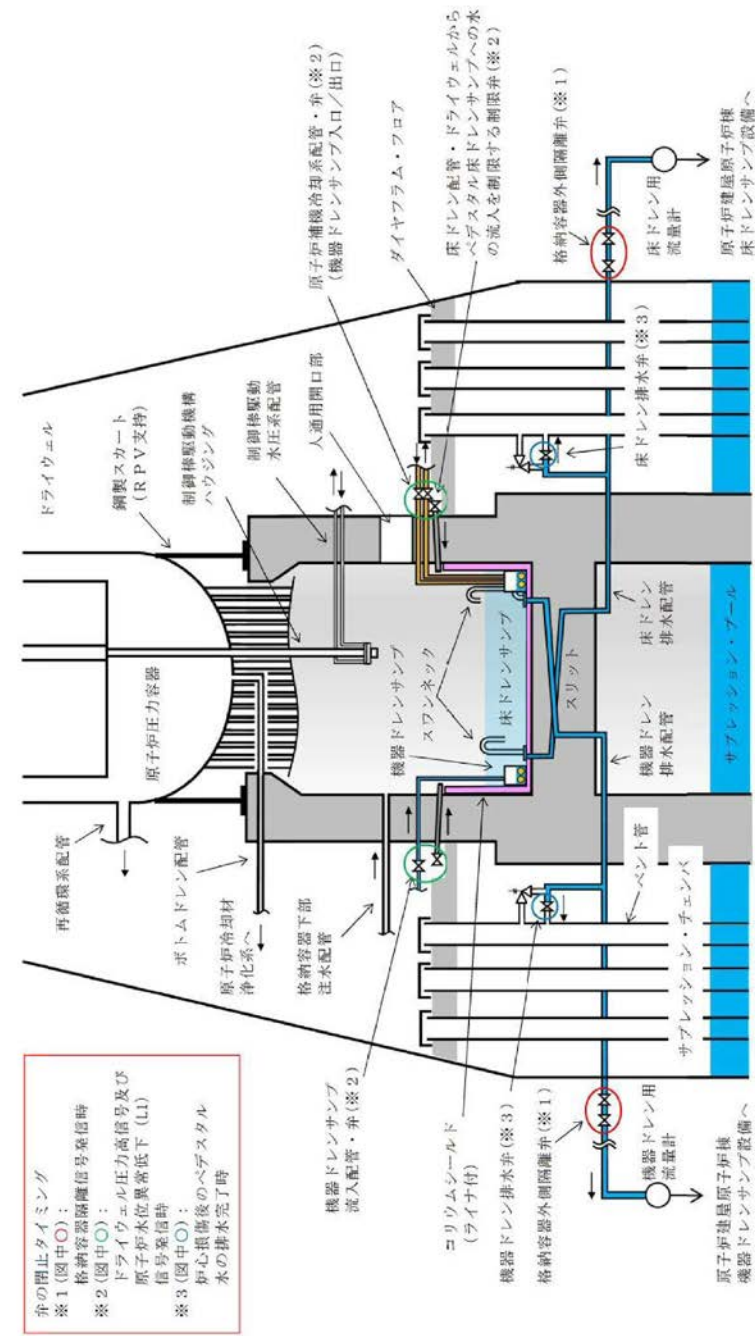 弁の閉止タイミング
※1(図中○):
格納容器隔離信号発信時
※2(図中○):
ドライウェル圧力高信号及び
原子炉水位異常低下(L1)
信号発信時
※3(図中○):
炉心損傷後のペデスタル
水の排水完了時
再循環系配管
ボトムドレン配管
原子炉冷却材
浄化系へ
格納容器下部
注水配管
機器ドレンサンプ
流入配管・弁(※2)
コリウムシールド
(ライナ付)
機器ドレン排水弁(※3)
格納容器外側隔離弁(※1)
機器ドレン用
流量計
原子炉建屋原子炉棟
機器ドレンサンプ設備へ
原子炉圧力容器
機器ドレンサンプ
スワンネック
床ドレンサンプ
スリット
機器ドレン
排水配管
床ドレン
排水配管
ベント管
サプレッション・チェンバ
サプレッション・プール
ドライウェル
鋼製スカート
(RPV支持)
制御棒駆動機構
ハウジング
制御棒駆動
水圧系配管
人通用開口部
原子炉補機冷却系配管・弁(※2)
(機器ドレンサンプ入口/出口)
床ドレン配管・ドライウェルから
ペデスタル床ドレンサンプへの水
の流入を制限する制限弁(※2)
ダイヤフラム・フロア
格納容器外側隔離弁(※1)
床ドレン排水弁(※3)
床ドレン用
流量計
原子炉建屋原子炉棟
床ドレンサンプ設備へ